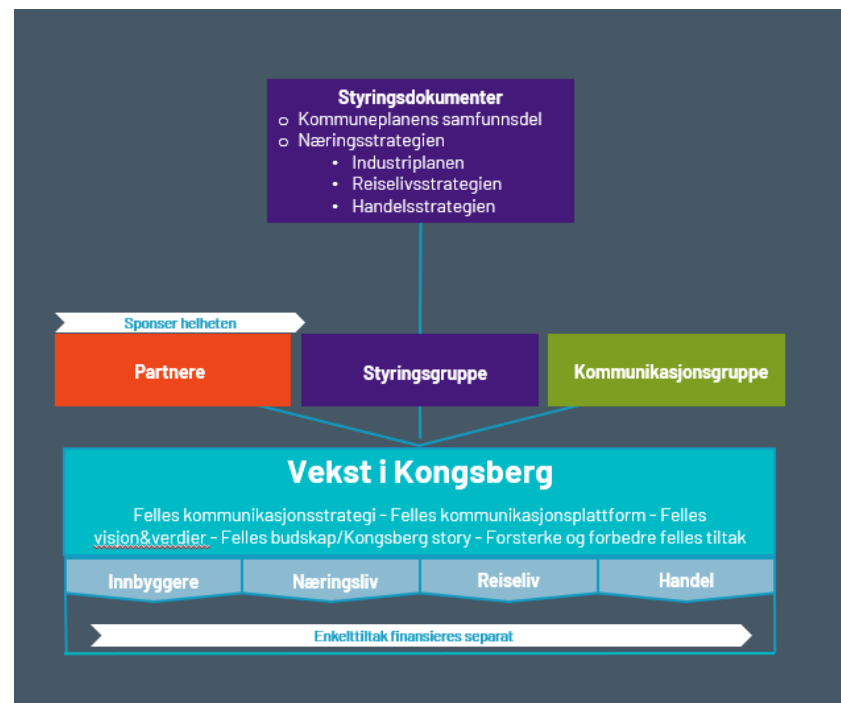 Styringsdokumenter
o Kommuneplanens samfunnsdel
o Næringsstrategien
• Industriplanen
• Reiselivsstrategien
• Handelsstrategien
Sponser helheten
Partnere
Styringsgruppe
Kommunikasjonsgruppe
Vekst i Kongsberg
Felles kommunikasjonsstrategi - Felles kommunikasjonsplattform - Felles
visjon&verdier - Felles budskap/Kongsberg story - Forsterke og forbedre felles tiltak
Innbyggere
Næringsliv
Reiseliv
Handel
Enkelttiltak finansieres separat